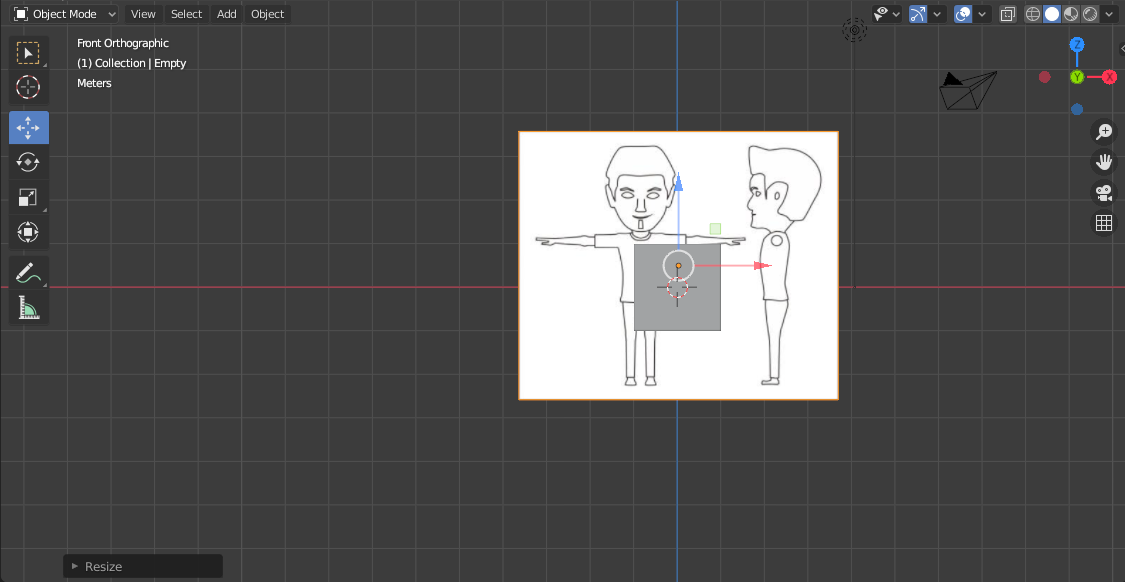 Object Mode View Select Add Object
Front Orthographic
(1) Collection | Empty
Meters
Z
Y
X
Resize